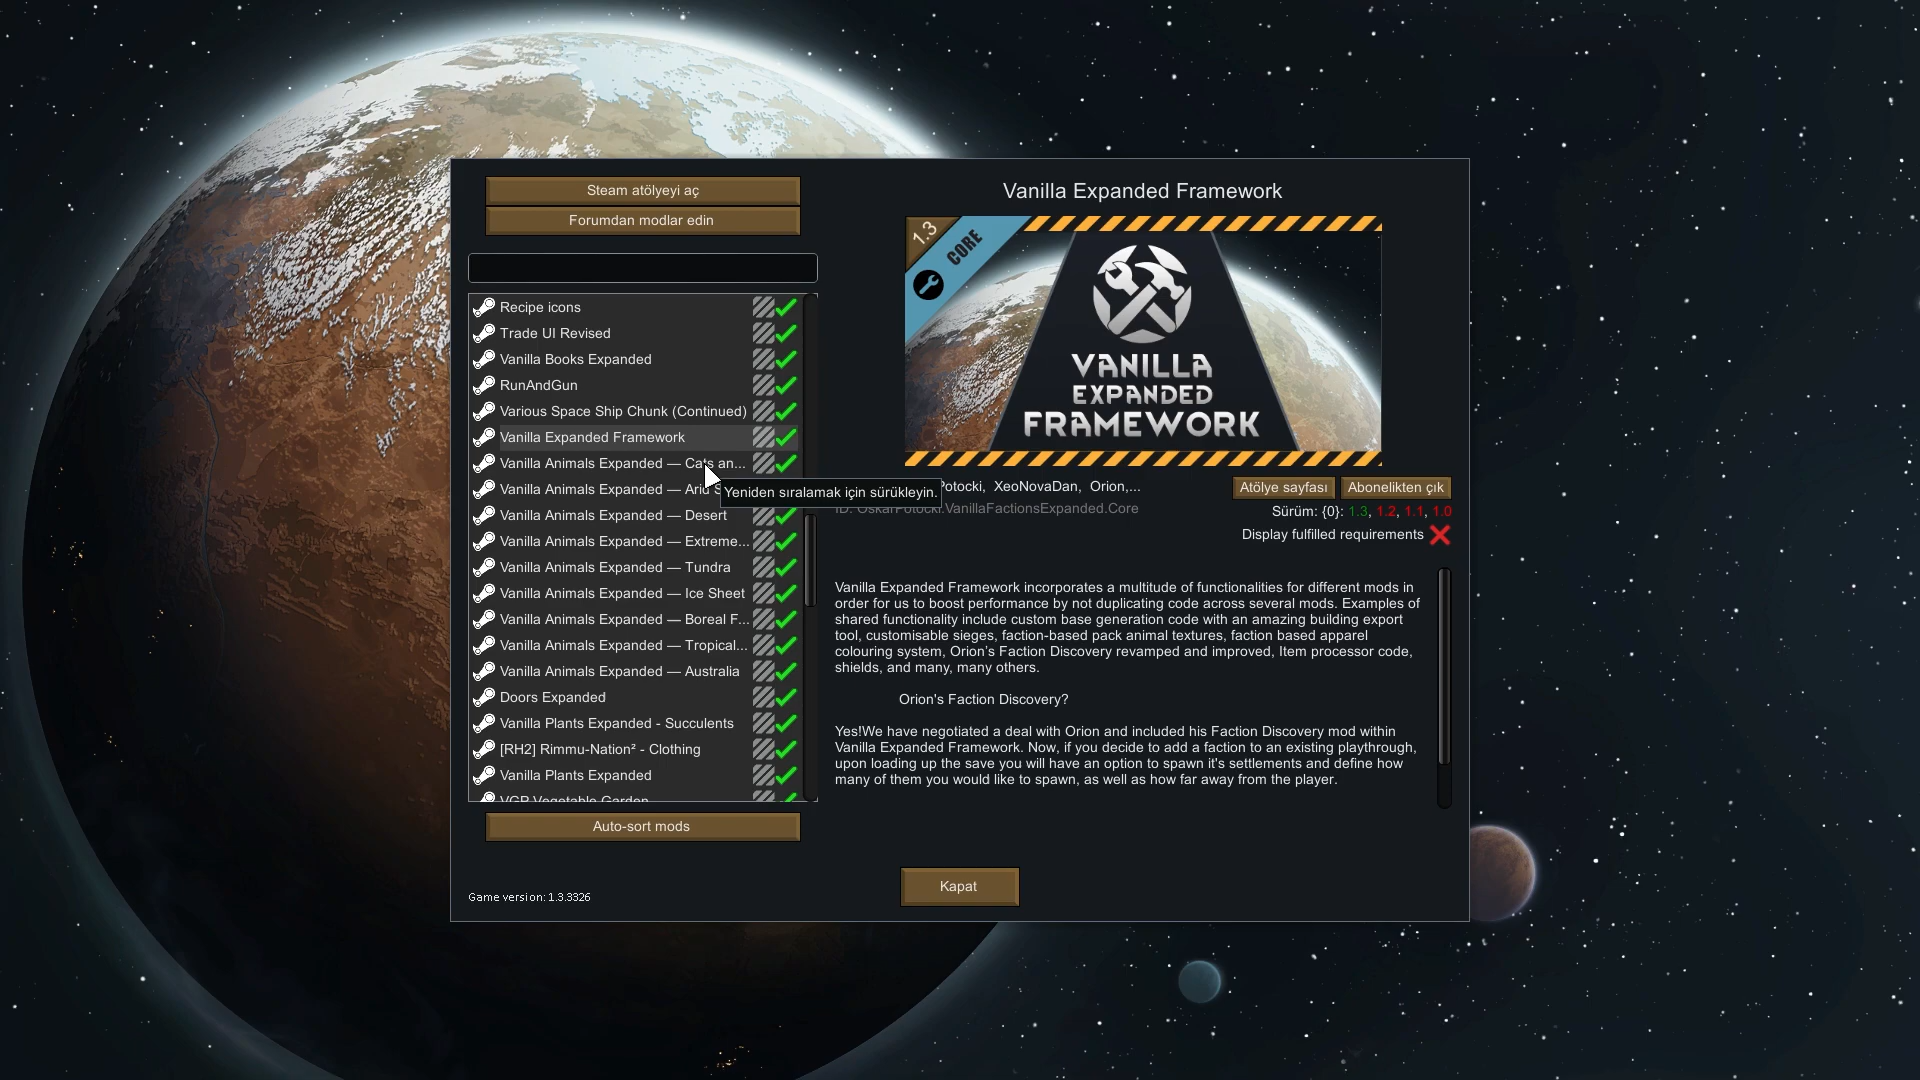 Steam atölyeyi aç
Forumdan modlar edin
Recipe icons
Trade UI Revised
Vanilla Books Expanded
RunAndGun
Various Space Ship Chunk (Continued)
Vanilla Expanded Framework
Vanilla Animals Expanded — Cats an...
Vanilla Animals Expanded — Arid S
Vanilla Animals Expanded — Desert
Vanilla Animals Expanded — Extreme...
Vanilla Animals Expanded — Tundra
Vanilla Animals Expanded — Ice Sheet
Vanilla Animals Expanded — Boreal F...
Vanilla Animals Expanded — Tropical...
Vanilla Animals Expanded — Australia
Doors Expanded
Vanilla Plants Expanded - Succulents
[RH2] Rimmu-Nation² - Clothing
Vanilla Plants Expanded
VGP Vegetable Garden
Auto-sort mods
Game version: 1.3.3326
Yeniden sıralamak için sürükleyin.
Vanilla Expanded Framework
1.3
CORE
VANILLA
EXPANDED
FRAMEWORK
Potocki, XeoNovaDan, Orion,...
ID: OskarPotocki.VanillaFactionsExpanded.Core
Atölye sayfası
Abonelikten çık
Sürüm: {0}: 1.3, 1.2, 1.1, 1.0
Display fulfilled requirements
Vanilla Expanded Framework incorporates a multitude of functionalities for different mods in
order for us to boost performance by not duplicating code across several mods. Examples of
shared functionality include custom base generation code with an amazing building export
tool, customisable sieges, faction-based pack animal textures, faction based apparel
colouring system, Orion's Faction Discovery revamped and improved, Item processor code,
shields, and many, many others.
Orion's Faction Discovery?
Yes!We have negotiated a deal with Orion and included his Faction Discovery mod within
Vanilla Expanded Framework. Now, if you decide to add a faction to an existing playthrough,
upon loading up the save you will have an option to spawn it's settlements and define how
many of them you would like to spawn, as well as how far away from the player.
Kapat